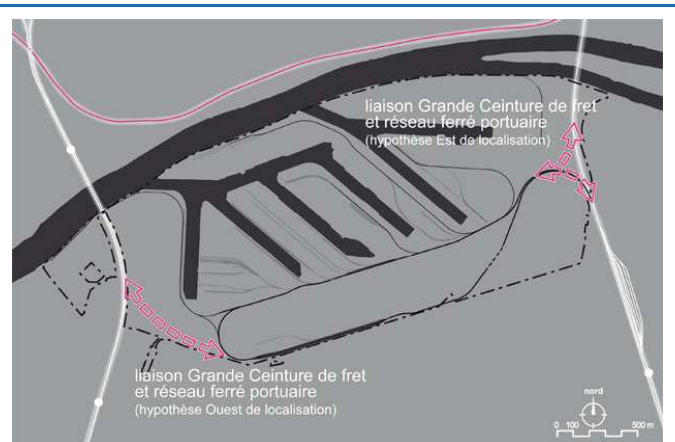 liaison Grande Ceinture de fret
et réseau ferré portuaire
(hypothèse Est de localisation)
liaison Grande Ceinture de fret
et réseau ferré portuaire
(hypothèse Ouest de localisation)
nord
0 100 500 m